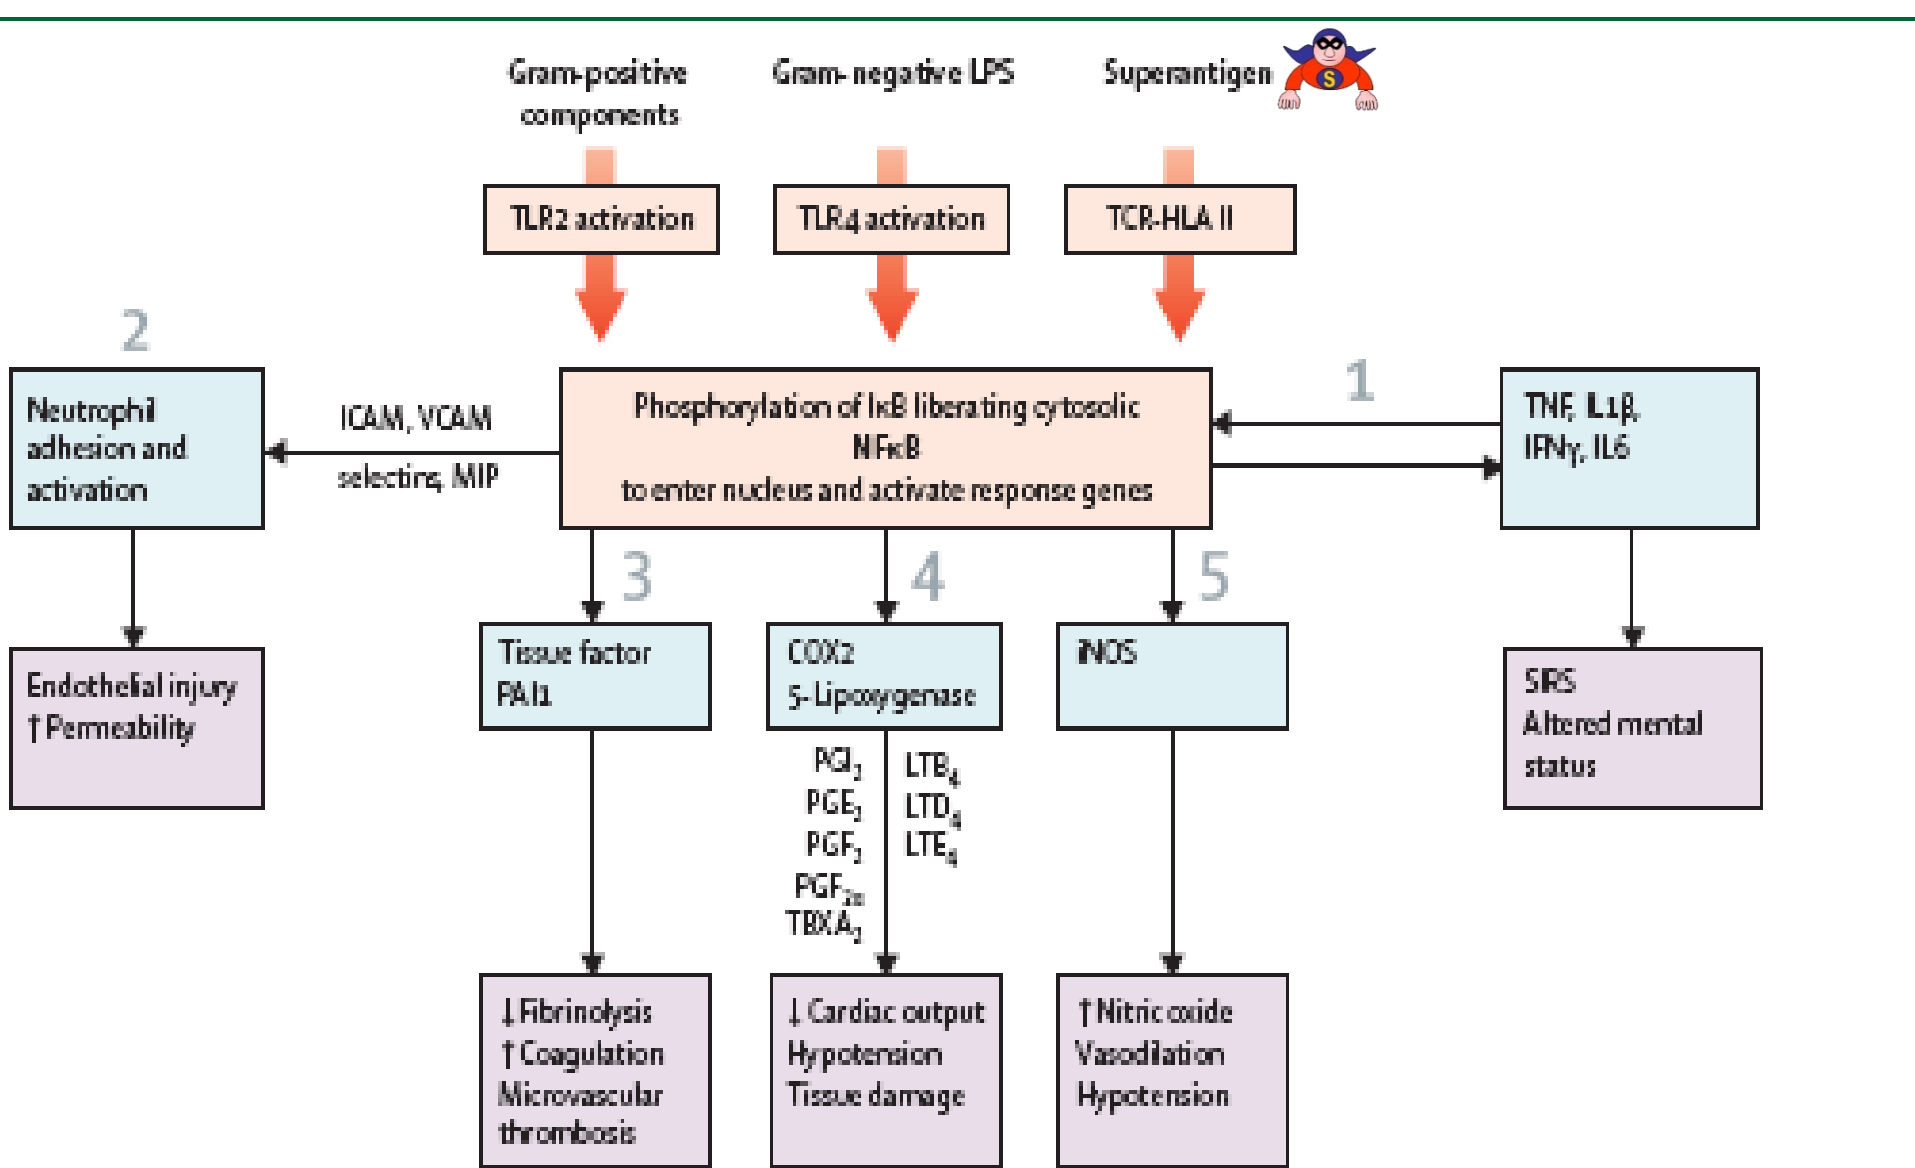 Gram-positive
components
Gram-negative LPS
Superantigen
S
TLR2 activation
TLR4 activation
TCR-HLA II
2
Neutrophil
adhesion and
activation
ICAM, VCAM
selectins, MIP
Phosphorylation of IκB liberating cytosolic
NFκB
to enter nucleus and activate response genes
1
TNF, IL1β,
IFNγ, IL6
3
4
5
Endothelial injury
↑ Permeability
Tissue factor
PAI1
COX2
5-Lipoxygenase
iNOS
SIRS
Altered mental
status
PGI₂
PGE₂
PGF₂
PGF₂α
TBXA₂
LTB₄
LTD₄
LTE₄
↓ Fibrinolysis
↑ Coagulation
Microvascular
thrombosis
↓ Cardiac output
Hypotension
Tissue damage
↑ Nitric oxide
Vasodilation
Hypotension